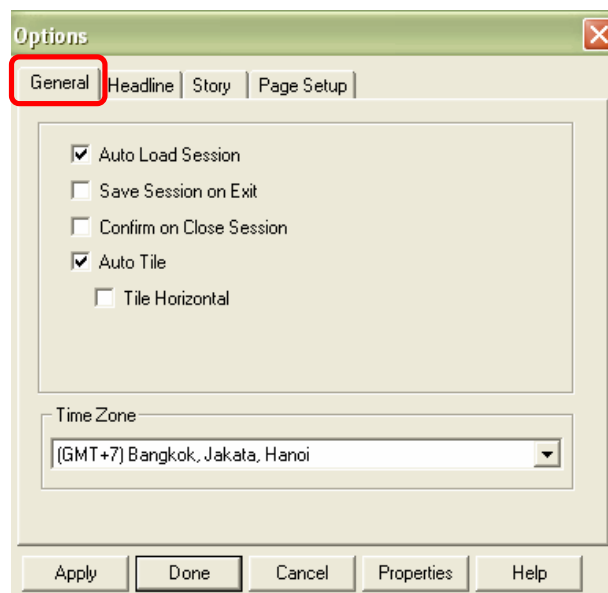 Options
General Headline Story Page Setup
Auto Load Session
Save Session on Exit
Confirm on Close Session
Auto Tile
Tile Horizontal
Time Zone
(GMT+7) Bangkok, Jakata, Hanoi
Apply Done Cancel Properties Help